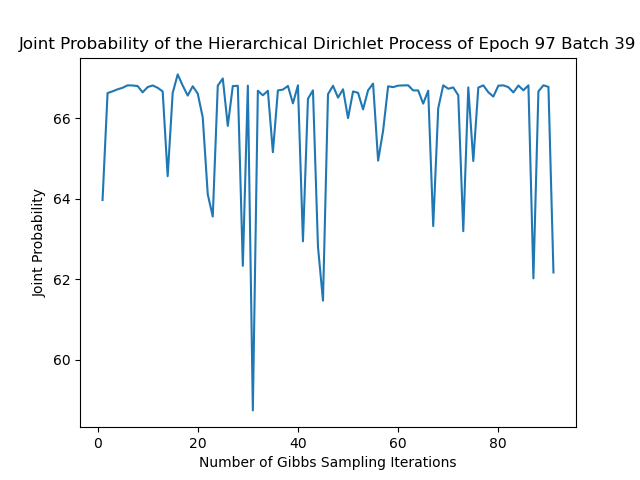 Joint Probability of the Hierarchical Dirichlet Process of Epoch 97 Batch 39
Joint Probability
66
64
62
60
0 20 40 60 80
Number of Gibbs Sampling Iterations